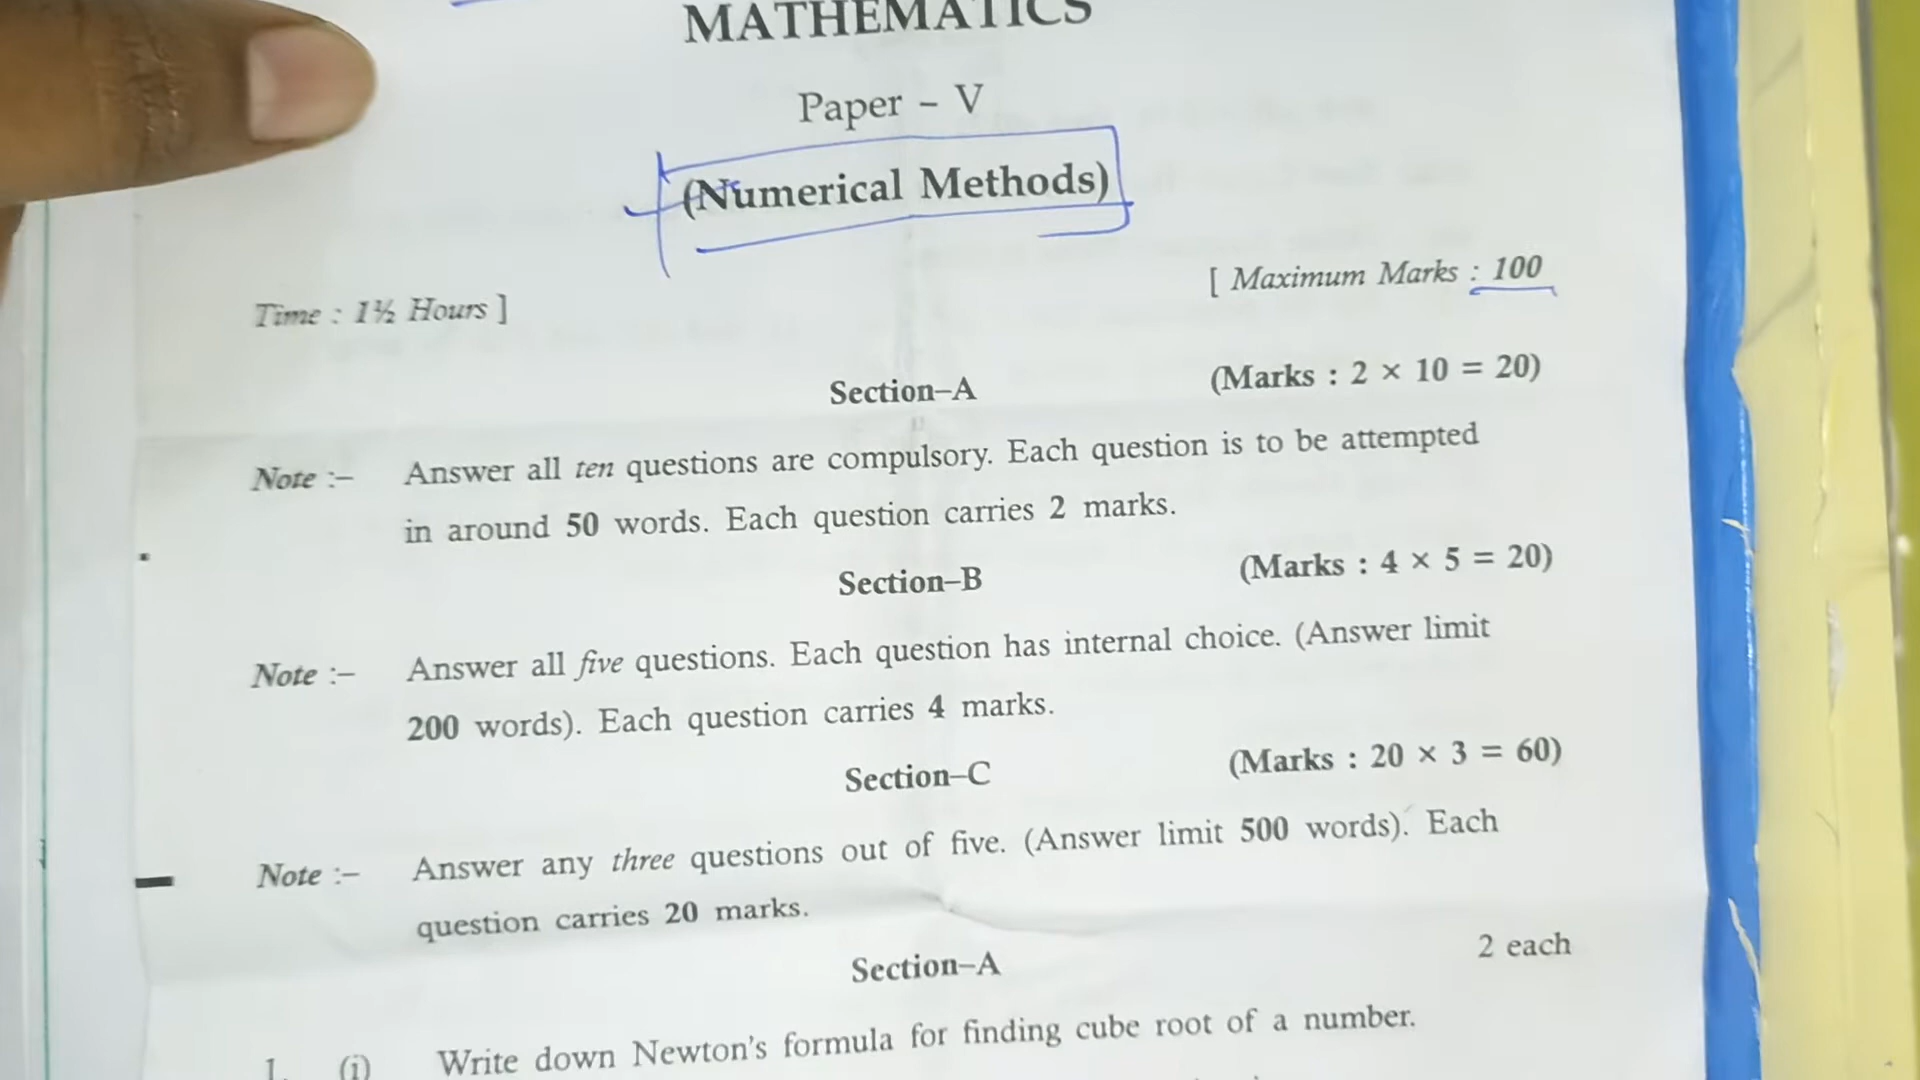 MATHEMATICS
Paper – V
(Numerical Methods)
Time : 1½ Hours ]
[ Maximum Marks : 100
Section–A
(Marks : 2 × 10 = 20)
Note :– Answer all ten questions are compulsory. Each question is to be attempted
in around 50 words. Each question carries 2 marks.
Section–B
(Marks : 4 × 5 = 20)
Note :– Answer all five questions. Each question has internal choice. (Answer limit
200 words). Each question carries 4 marks.
Section–C
(Marks : 20 × 3 = 60)
Note :– Answer any three questions out of five. (Answer limit 500 words). Each
question carries 20 marks.
Section–A
2 each
1. (i) Write down Newton's formula for finding cube root of a number.